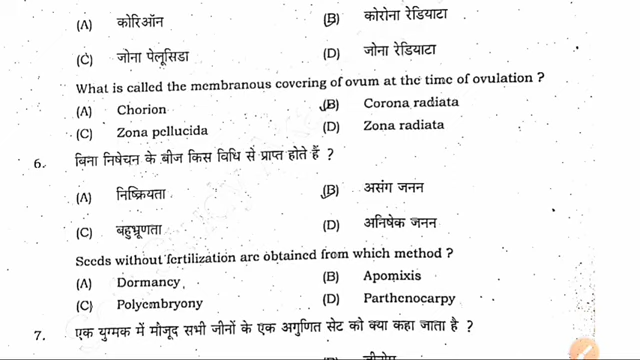 (A) कोरिऑन (B) कोरोना रेडियाटा
(C) जोना पेलूसिडा (D) जोना रेडियाटा
What is called the membranous covering of ovum at the time of ovulation ?
(A) Chorion (B) Corona radiata
(C) Zona pellucida (D) Zona radiata
6. बिना निषेचन के बीज किस विधि से प्राप्त होते हैं ?
(A) निष्क्रियता (B) असंग जनन
(C) बहुभ्रूणता (D) अनिषेक जनन
Seeds without fertilization are obtained from which method ?
(A) Dormancy (B) Apomixis
(C) Polyembryony (D) Parthenocarpy
7. एक युग्मक में मौजूद सभी जीनों के एक अगुणित सेट को क्या कहा जाता है ?